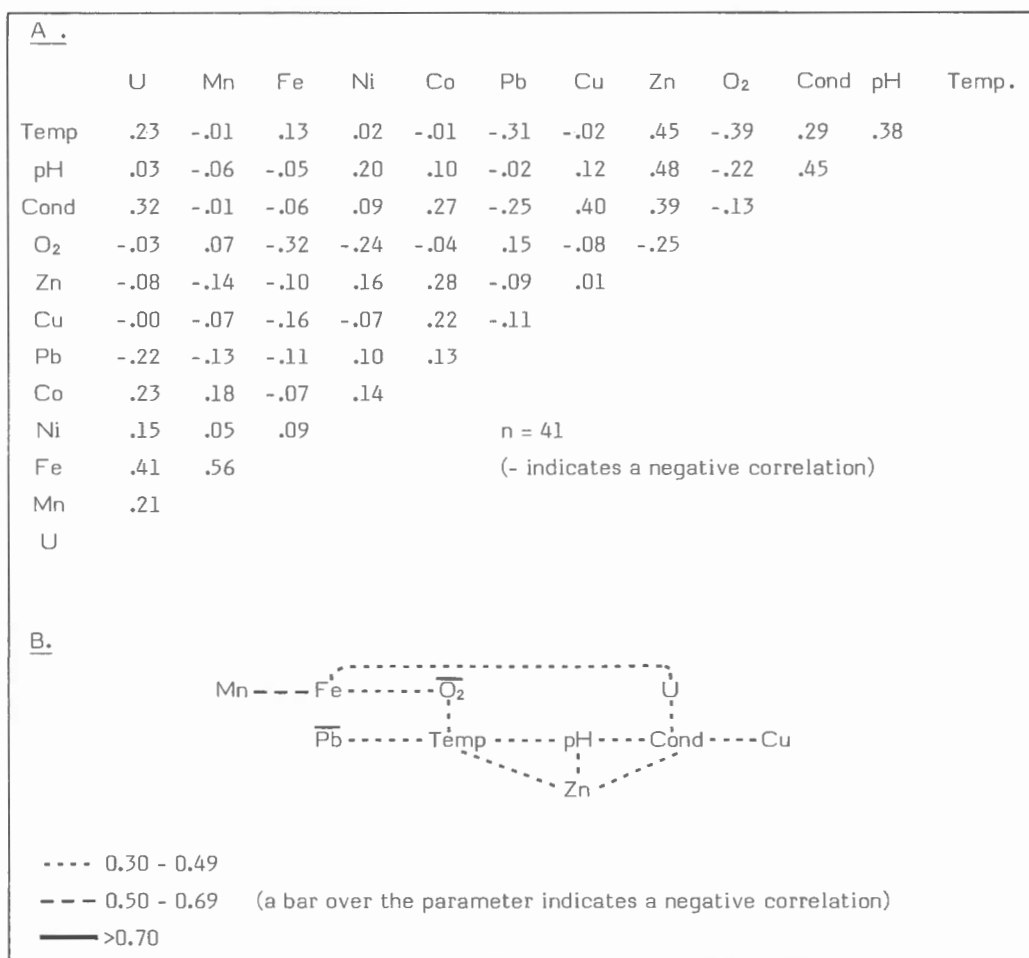 A.
U Mn Fe Ni Co Pb Cu Zn O₂ Cond pH Temp.
Temp .23 -.01 .13 .02 -.01 -.31 -.02 .45 -.39 .29 .38
pH .03 -.06 -.05 .20 .10 -.02 .12 .48 -.22 .45
Cond .32 -.01 -.06 .09 .27 -.25 .40 .39 -.13
O₂ -.03 .07 -.32 -.24 -.04 .15 -.08 -.25
Zn -.08 -.14 -.10 .16 .28 -.09 .01
Cu -.00 -.07 -.16 -.07 .22 -.11
Pb -.22 -.13 -.11 .10 .13
Co .23 .18 -.07 .14
Ni .15 .05 .09 n = 41
Fe .41 .56 (- indicates a negative correlation)
Mn .21
U
B.
Mn Fe O₂ U
Pb Temp pH Cond Cu
Zn
0.30 - 0.49
0.50 - 0.69 (a bar over the parameter indicates a negative correlation)
>0.70